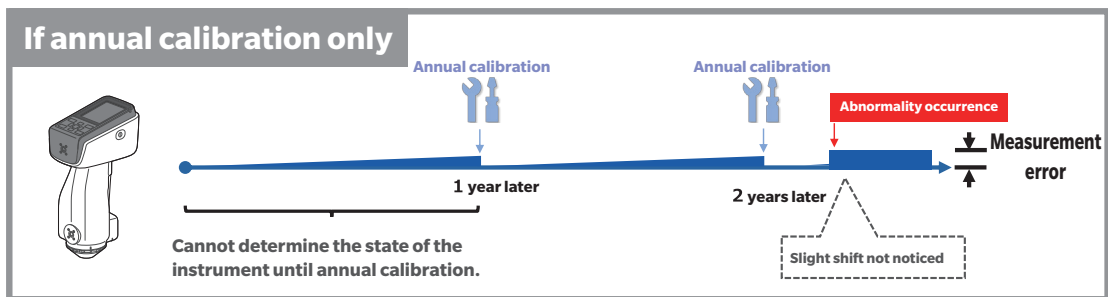 If annual calibration only
Annual calibration
Annual calibration
Abnormality occurrence
Measurement
error
1 year later
2 years later
Cannot determine the state of the
instrument until annual calibration.
Slight shift not noticed